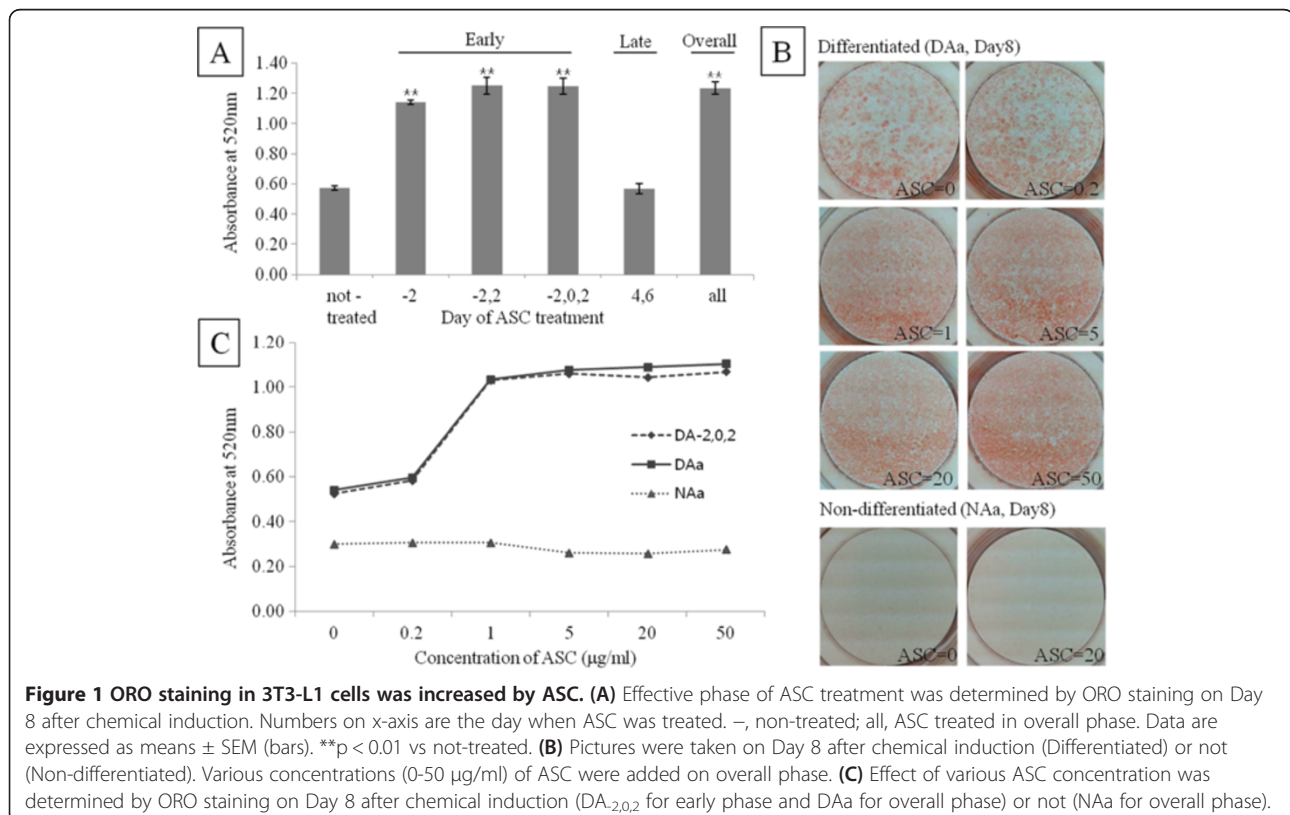 A
Early
Late
Overall
1.40
1.20
1.00
0.80
0.60
0.40
0.20
0.00
Absorbance at 520nm
**
**
**
**
not -
treated
-2
-2,2
-2,0,2
4,6
all
Day of ASC treatment
B
Differentiated (DAa, Day8)
ASC=0
ASC=0.2
ASC=1
ASC=5
ASC=20
ASC=50
Non-differentiated (NAa, Day8)
ASC=0
ASC=20
C
1.20
1.00
0.80
0.60
0.40
0.20
0.00
Absorbance at 520nm
DA-2,0,2
DAa
NAa
0
0.2
1
5
20
50
Concentration of ASC (μg/ml)
Figure 1 ORO staining in 3T3-L1 cells was increased by ASC. (A) Effective phase of ASC treatment was determined by ORO staining on Day
8 after chemical induction. Numbers on x-axis are the day when ASC was treated. −, non-treated; all, ASC treated in overall phase. Data are
expressed as means ± SEM (bars). **p < 0.01 vs not-treated. (B) Pictures were taken on Day 8 after chemical induction (Differentiated) or not
(Non-differentiated). Various concentrations (0-50 μg/ml) of ASC were added on overall phase. (C) Effect of various ASC concentration was
determined by ORO staining on Day 8 after chemical induction (DA-2,0,2 for early phase and DAa for overall phase) or not (NAa for overall phase).